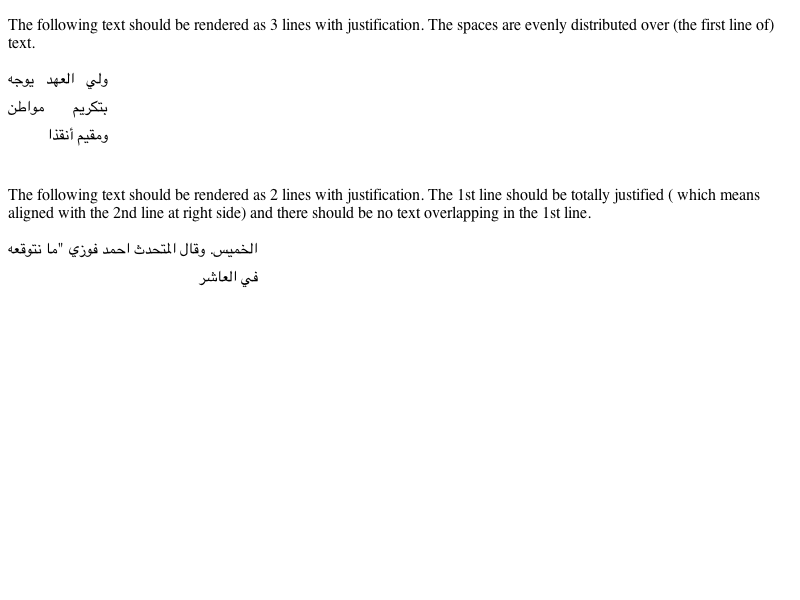 The following text should be rendered as 3 lines with justification. The spaces are evenly distributed over (the first line of)
text.
ولي العهد يوجه
بتكريم مواطن
ومقيم أنقذا
The following text should be rendered as 2 lines with justification. The 1st line should be totally justified ( which means
aligned with the 2nd line at right side) and there should be no text overlapping in the 1st line.
الخميس. وقال المتحدث احمد فوزي "ما نتوقعه
في العاشر